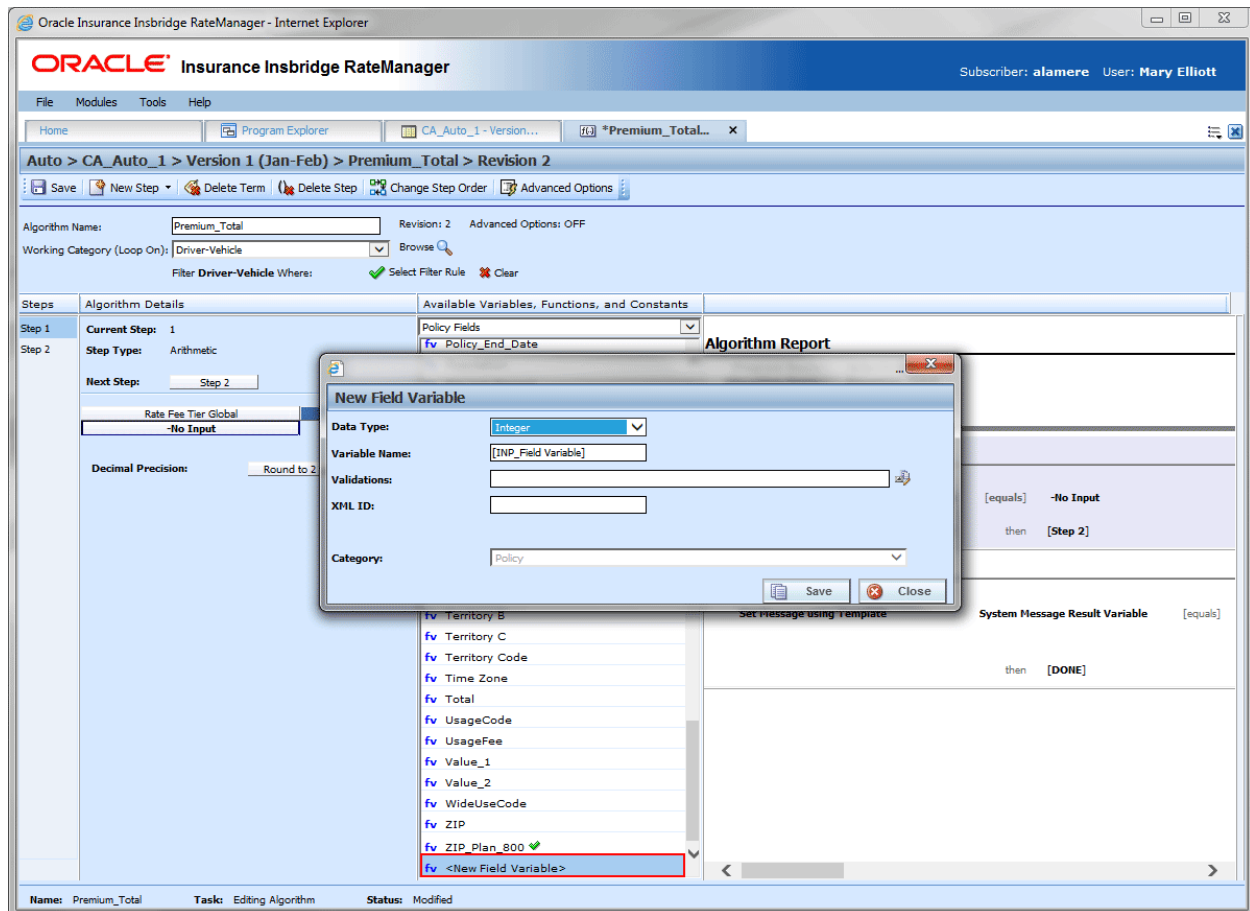 Oracle Insurance Insbridge RateManager - Internet Explorer
ORACLE Insurance Insbridge RateManager
Subscriber: alamere User: Mary Elliott
File Modules Tools Help
Home Program Explorer CA_Auto_1 - Version... *Premium_Total... x
Auto > CA_Auto_1 > Version 1 (Jan-Feb) > Premium_Total > Revision 2
Save New Step Delete Term Delete Step Change Step Order Advanced Options
Algorithm Name: Premium_Total Revision: 2 Advanced Options: OFF
Working Category (Loop On): Driver-Vehicle Browse
Filter Driver-Vehicle Where: Select Filter Rule Clear
Steps Algorithm Details Available Variables, Functions, and Constants
Step 1 Current Step: 1 Policy Fields
Step 2 Step Type: Arithmetic fv Policy_End_Date Algorithm Report
Next Step: Step 2
Rate Fee Tier Global
-No Input
Decimal Precision: Round to 2
...
New Field Variable
Data Type: Integer
Variable Name: [INP_Field Variable]
Validations:
XML ID:
Category: Policy
Save Close
[equals] -No Input
then [Step 2]
fv Territory B Set Message using Template System Message Result Variable [equals]
fv Territory C
fv Territory Code then [DONE]
fv Time Zone
fv Total
fv UsageCode
fv UsageFee
fv Value_1
fv Value_2
fv WideUseCode
fv ZIP
fv ZIP_Plan_800
fv <New Field Variable>
Name: Premium_Total Task: Editing Algorithm Status: Modified